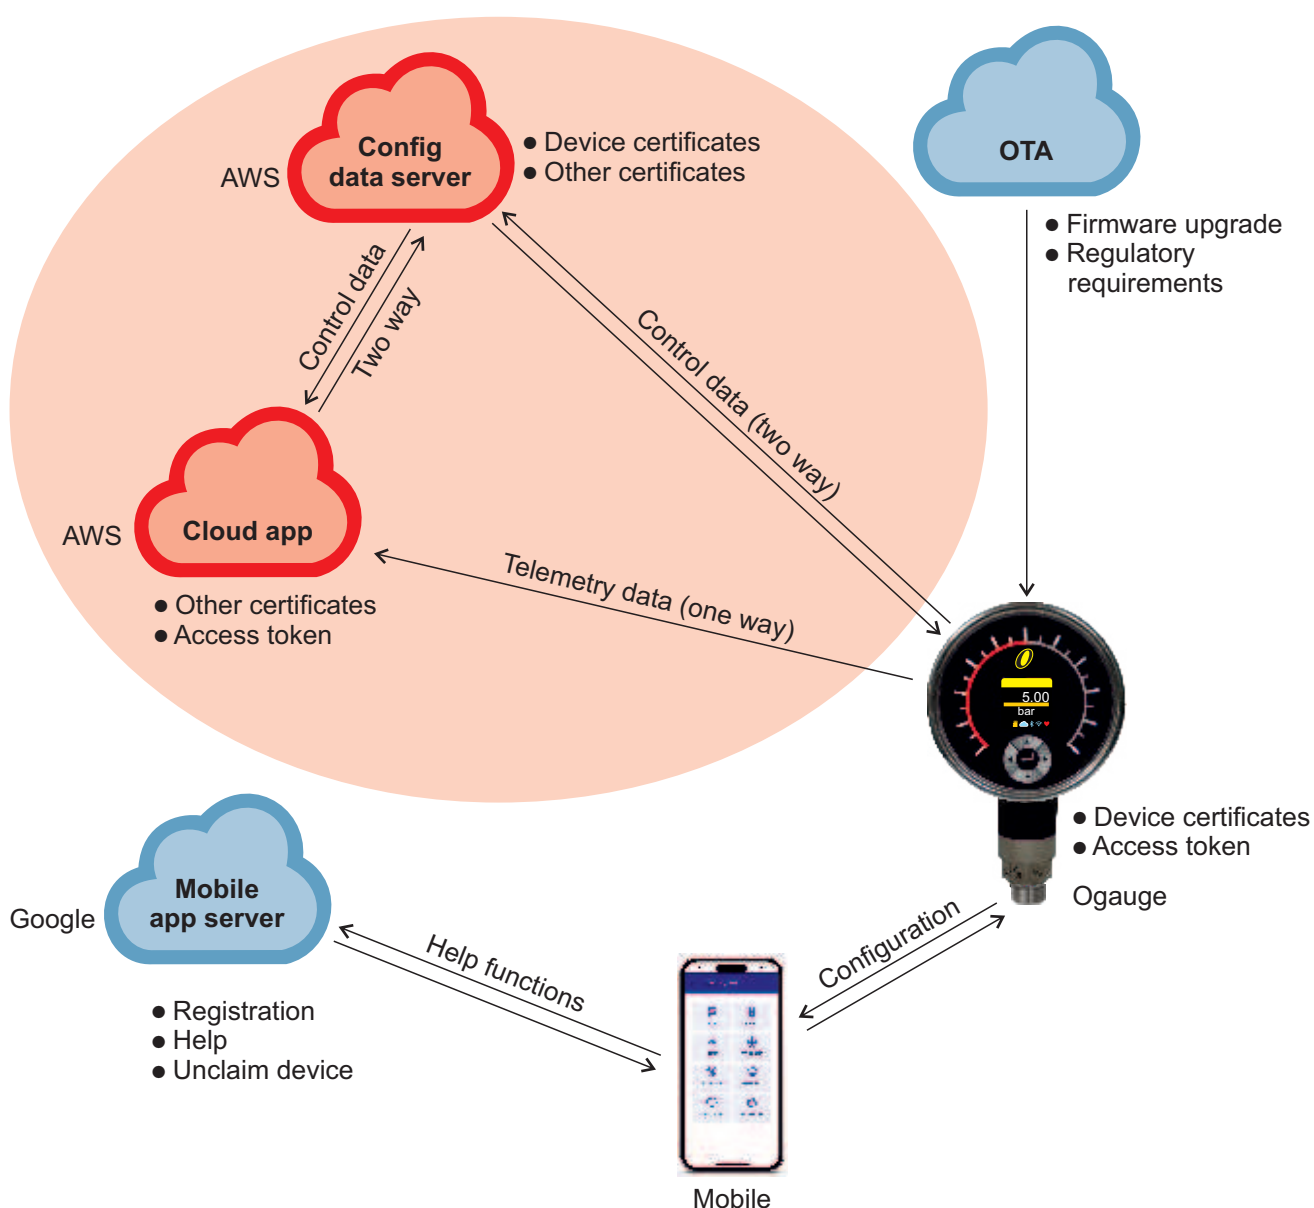 Config
data server
AWS
● Device certificates
● Other certificates
OTA
● Firmware upgrade
● Regulatory
requirements
Control data
Two way
Control data (two way)
Cloud app
AWS
● Other certificates
● Access token
Telemetry data (one way)
5.00
bar
● Device certificates
● Access token
Ogauge
Mobile
app server
Google
● Registration
● Help
● Unclaim device
Help functions
Configuration
Mobile